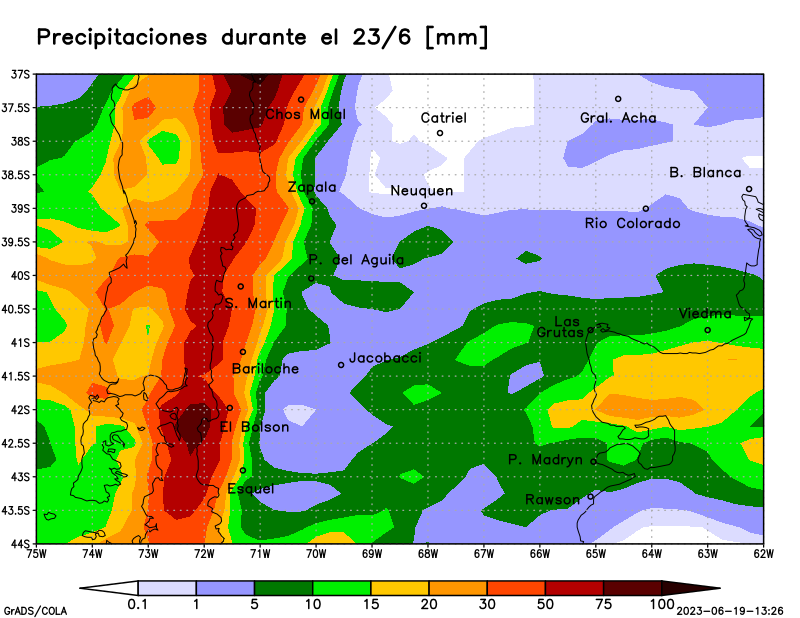 Precipitaciones durante el 23/6 [mm]
37S
37.5S
38S
38.5S
39S
39.5S
40S
40.5S
41S
41.5S
42S
42.5S
43S
43.5S
44S
Chos Malal
Catriel
Gral. Acha
B. Blanca
Zapala
Neuquen
Rio Colorado
P. del Aguila
S. Martin
Viedma
Las
Grutas
Jacobacci
Bariloche
El Bolson
P. Madryn
Esquel
Rawson
75W 74W 73W 72W 71W 70W 69W 68W 67W 66W 65W 64W 63W 62W
0.1 1 5 10 15 20 30 50 75 100
GrADS/COLA
2023-06-19-13:26